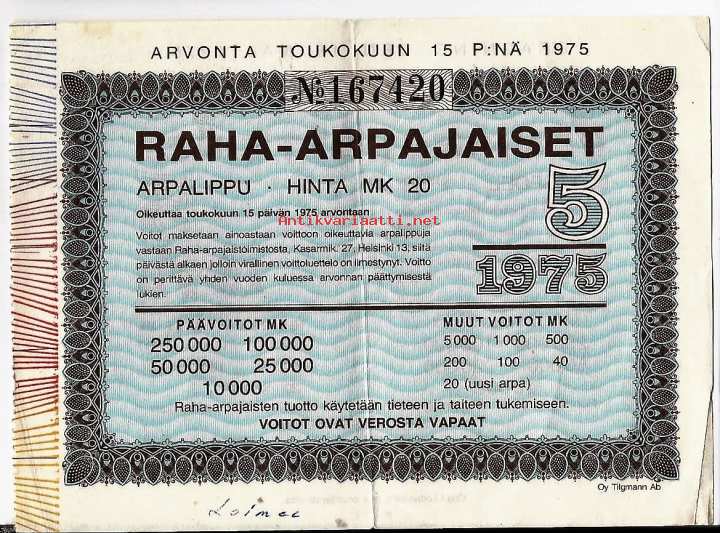 ARVONTA TOUKOKUUN 15 P:NÄ 1975
№167420
RAHA-ARPAJAISET
ARPALIPPU · HINTA MK 20
5
1975
Antikvariaatti.net
Oikeuttaa toukokuun 15 päivän 1975 arvontaan
Voitot maksetaan ainoastaan voittoon oikeuttavia arpalippuja
vastaan Raha-arpajaistoimistosta, Kasarmik. 27, Helsinki 13, siitä
päivästä alkaen jolloin virallinen voittoluettelo on ilmestynyt. Voitto
on perittävä yhden vuoden kuluessa arvonnan päättymisestä
lukien.
PÄÄVOITOT MK
250 000 100 000
50 000 25 000
10 000
MUUT VOITOT MK
5 000 1 000 500
200 100 40
20 (uusi arpa)
Raha-arpajaisten tuotto käytetään tieteen ja taiteen tukemiseen.
VOITOT OVAT VEROSTA VAPAAT
Oy Tilgmann Ab